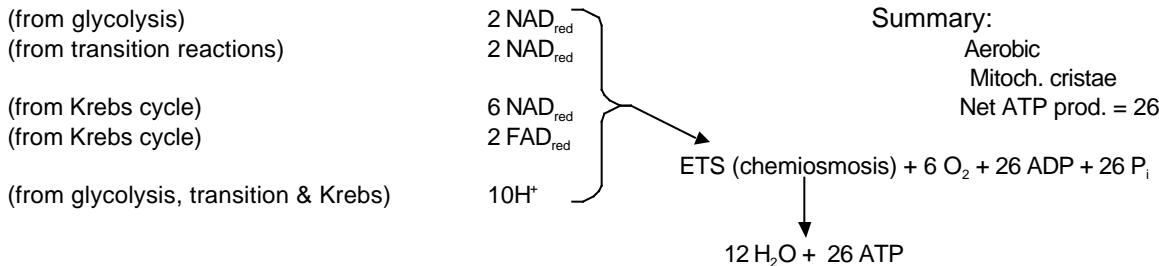 (from glycolysis) 2 NADred
(from transition reactions) 2 NADred
(from Krebs cycle) 6 NADred
(from Krebs cycle) 2 FADred
(from glycolysis, transition & Krebs) 10H⁺
Summary:
Aerobic
Mitoch. cristae
Net ATP prod. = 26
ETS (chemiosmosis) + 6 O₂ + 26 ADP + 26 Pᵢ
12 H₂O + 26 ATP